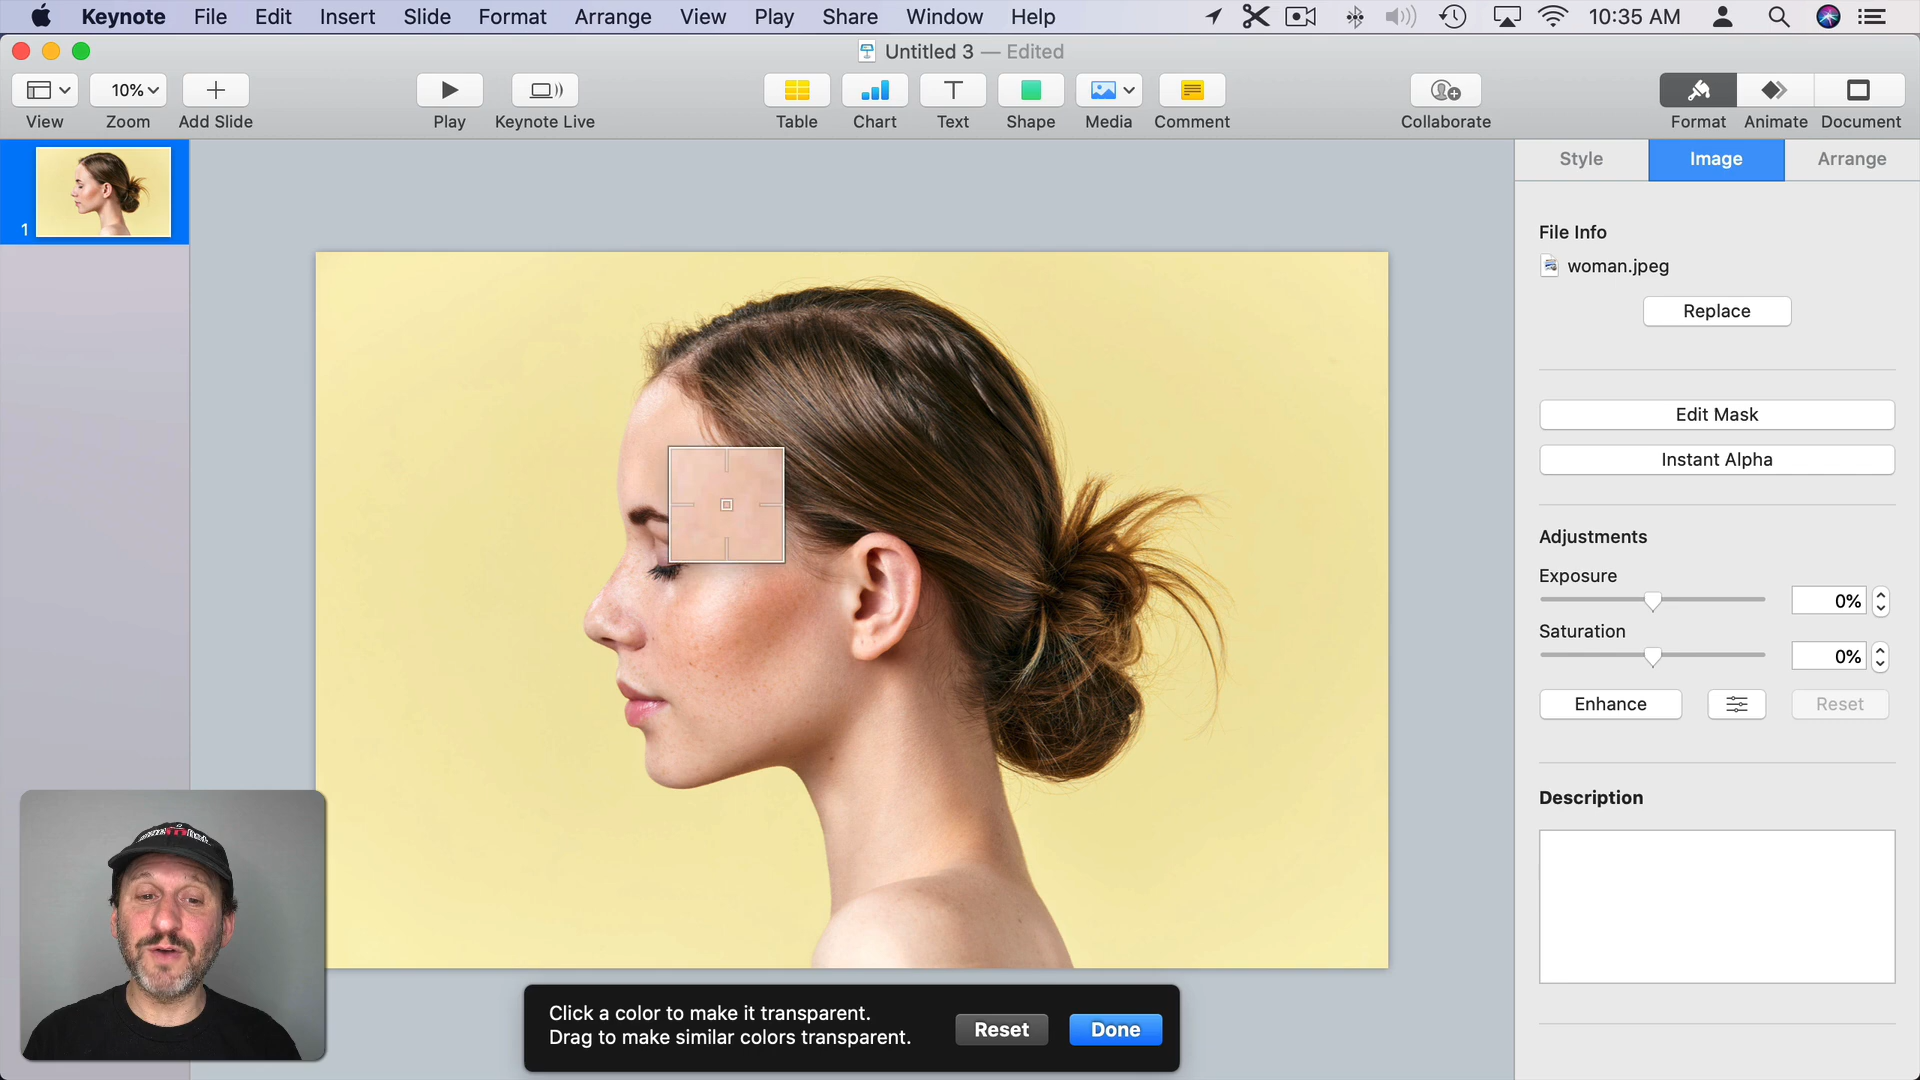 Keynote File Edit Insert Slide Format Arrange View Play Share Window Help 10:35 AM
Untitled 3 — Edited
10%
View Zoom Add Slide Play Keynote Live Table Chart Text Shape Media Comment Collaborate Format Animate Document
Style Image Arrange
1
File Info
woman.jpeg
Replace
Edit Mask
Instant Alpha
Adjustments
Exposure
0%
Saturation
0%
Enhance Reset
Description
Click a color to make it transparent.
Drag to make similar colors transparent.
Reset Done